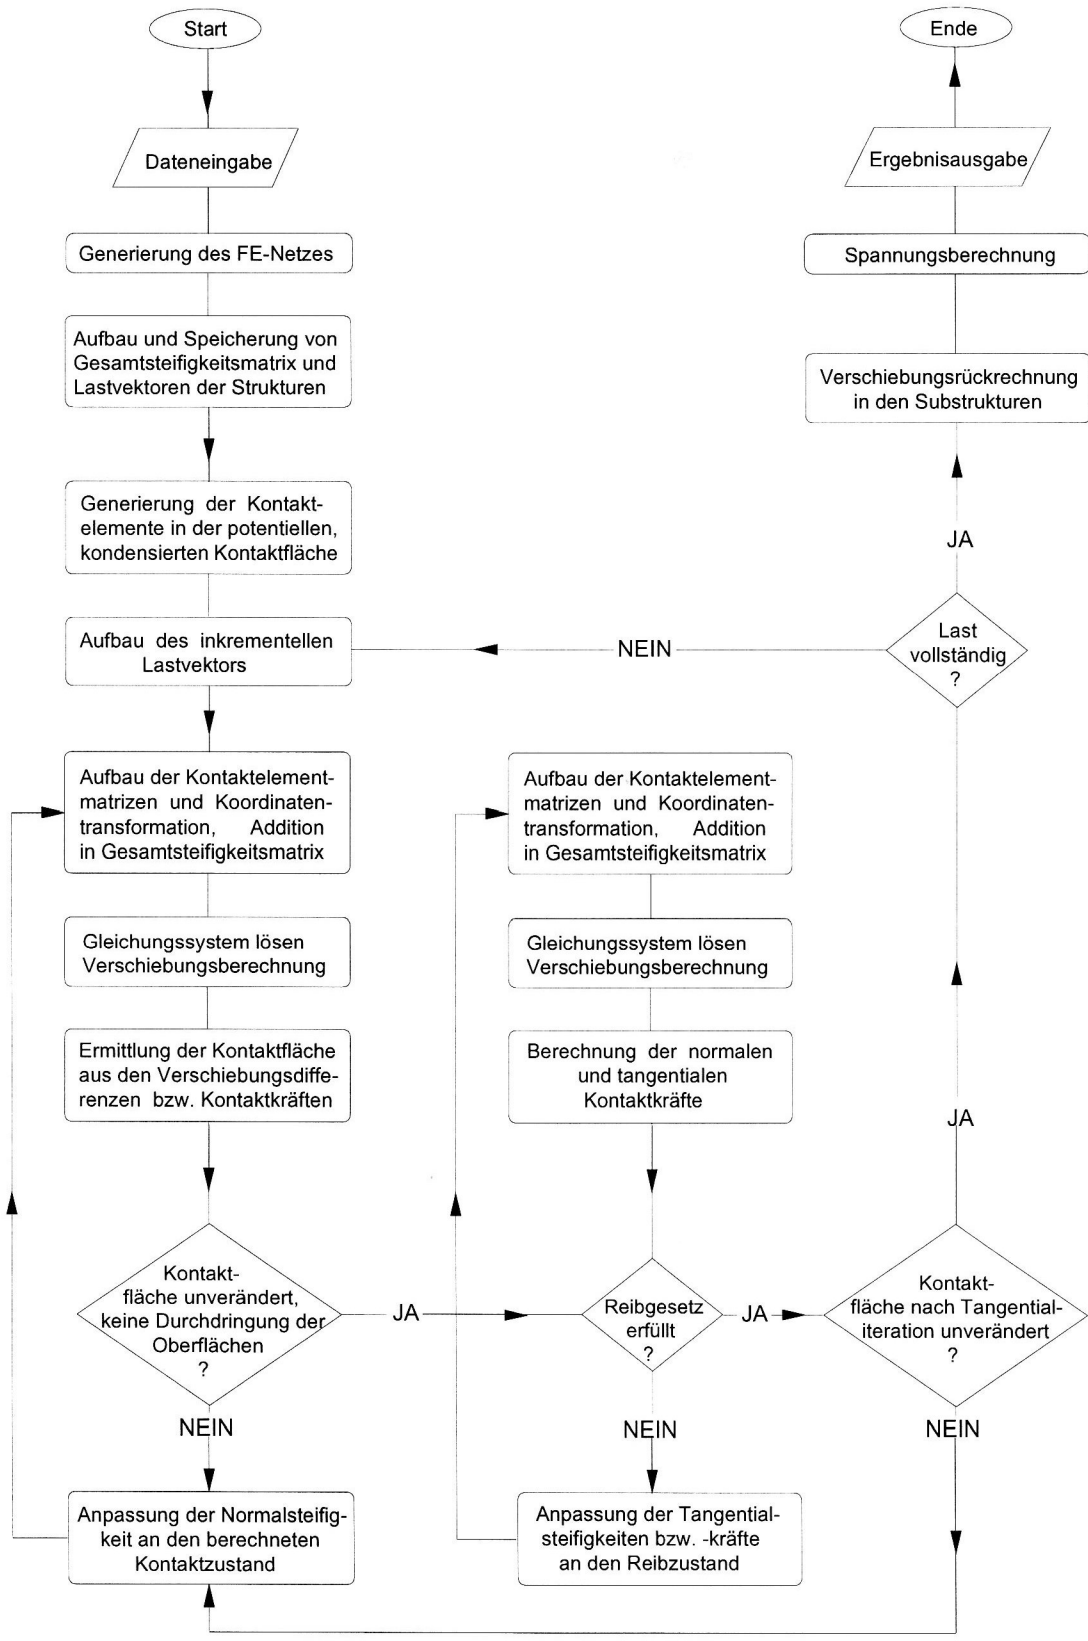 Start
Dateneingabe
Generierung des FE-Netzes
Aufbau und Speicherung von
Gesamtsteifigkeitsmatrix und
Lastvektoren der Strukturen
Generierung der Kontakt-
elemente in der potentiellen,
kondensierten Kontaktfläche
Aufbau des inkrementellen
Lastvektors
Aufbau der Kontaktelement-
matrizen und Koordinaten-
transformation, Addition
in Gesamtsteifigkeitsmatrix
Gleichungssystem lösen
Verschiebungsberechnung
Ermittlung der Kontaktfläche
aus den Verschiebungsdiffe-
renzen bzw. Kontaktkräften
Kontakt-
fläche unverändert,
keine Durchdringung der
Oberflächen
?
NEIN
Anpassung der Normalsteifig-
keit an den berechneten
Kontaktzustand
JA
Aufbau der Kontaktelement-
matrizen und Koordinaten-
transformation, Addition
in Gesamtsteifigkeitsmatrix
Gleichungssystem lösen
Verschiebungsberechnung
Berechnung der normalen
und tangentialen
Kontaktkräfte
Reibgesetz
erfüllt
?
NEIN
Anpassung der Tangential-
steifigkeiten bzw. -kräfte
an den Reibzustand
JA
Kontakt-
fläche nach Tangential-
iteration unverändert
?
NEIN
JA
Last
vollständig
?
NEIN
JA
Verschiebungsrückrechnung
in den Substrukturen
Spannungsberechnung
Ergebnisausgabe
Ende